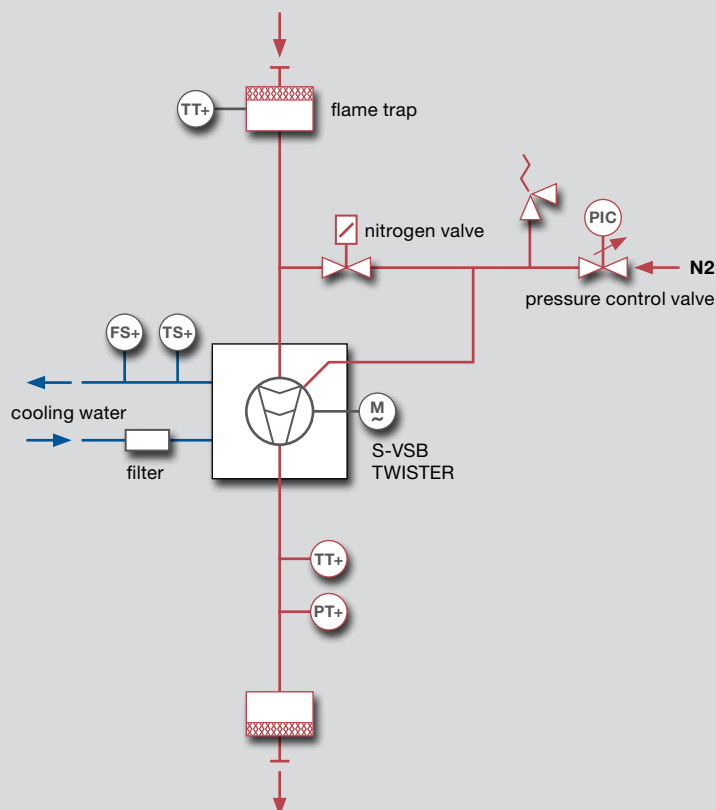 TT+
flame trap
nitrogen valve
PIC
N2
pressure control valve
FS+
TS+
cooling water
filter
M
~
S-VSB
TWISTER
TT+
PT+